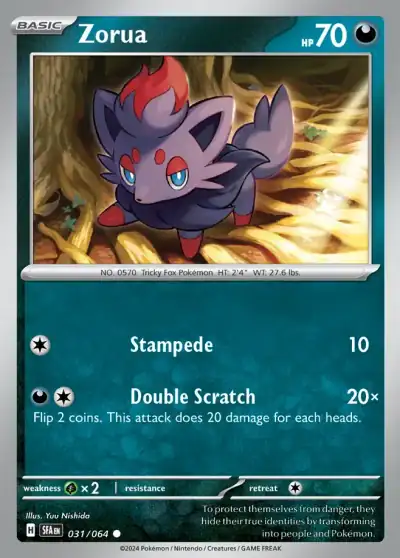 BASIC
Zorua
HP 70
NO. 0570 Tricky Fox Pokémon HT: 2'4" WT: 27.6 lbs.
Stampede 10
Double Scratch 20×
Flip 2 coins. This attack does 20 damage for each heads.
weakness ×2 resistance retreat
Illus. Yuu Nishida
H SFA EN 031/064
To protect themselves from danger, they
hide their true identities by transforming
into people and Pokémon.
©2024 Pokémon / Nintendo / Creatures / GAME FREAK